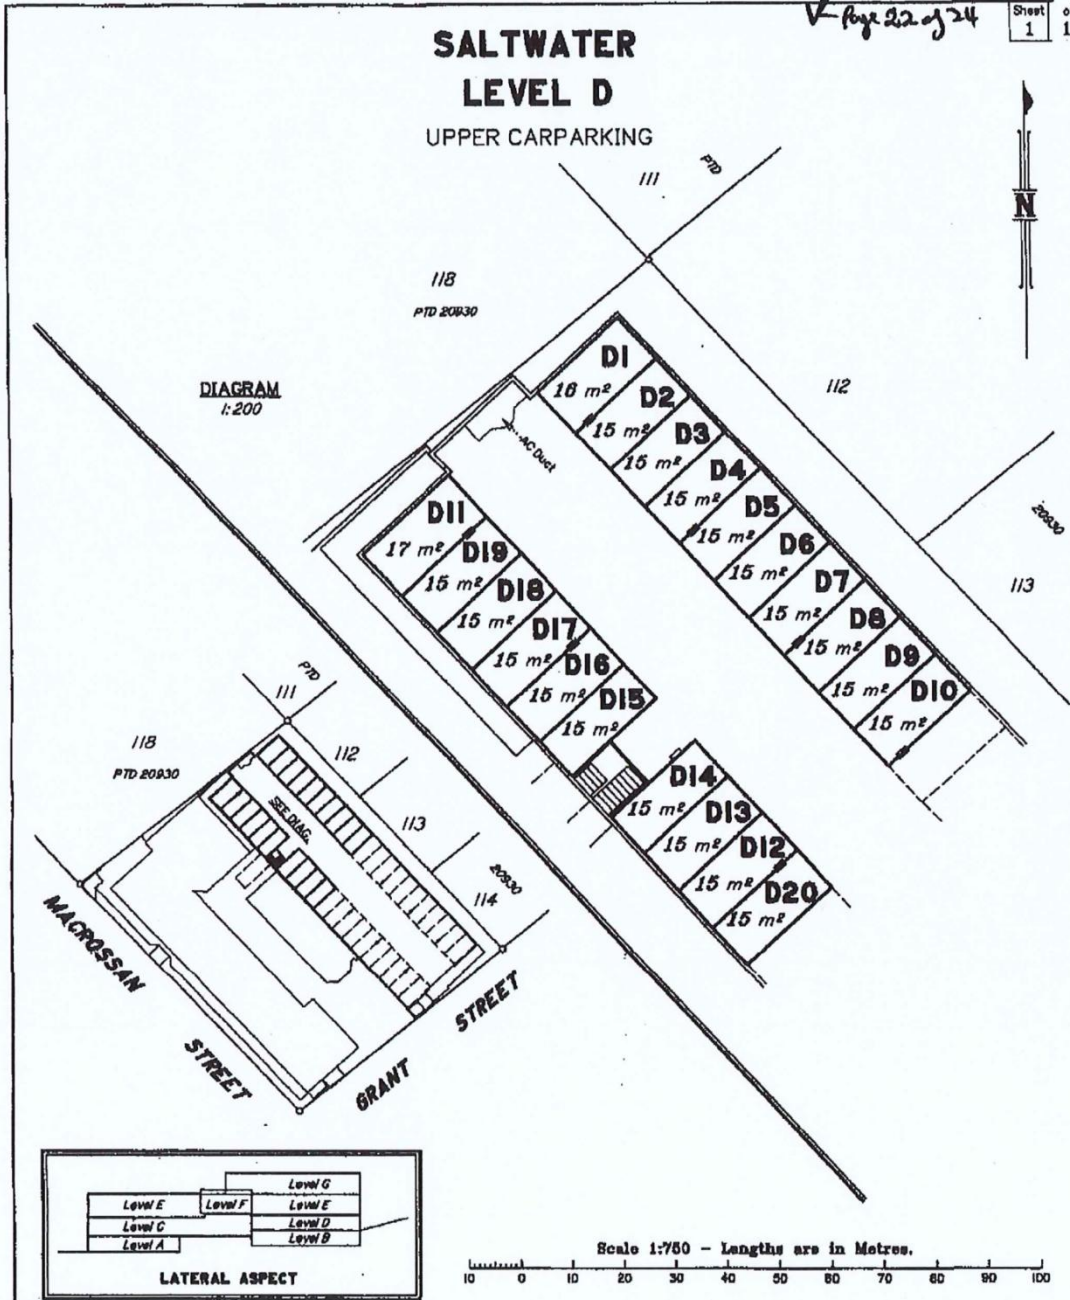 Page 22 of 24
Sheet
1
SALTWATER
LEVEL D
UPPER CARPARKING
N
111
PTD
118
PTD 20930
DIAGRAM
1:200
112
20930
113
AC Duct
D1
16 m²
D2
15 m²
D3
15 m²
D4
15 m²
D5
15 m²
D6
15 m²
D7
15 m²
D8
15 m²
D9
15 m²
D10
15 m²
D11
17 m²
D19
15 m²
D18
15 m²
D17
15 m²
D16
15 m²
D15
15 m²
D14
15 m²
D13
15 m²
D12
15 m²
D20
15 m²
PTD
111
118
PTD 20930
112
SEE DIAG.
113
20930
114
MACROSSAN
STREET
GRANT
STREET
Level G
Level E
Level F
Level E
Level C
Level D
Level A
Level B
LATERAL ASPECT
Scale 1:750 - Lengths are in Metres.
10 0 10 20 30 40 50 60 70 80 90 100